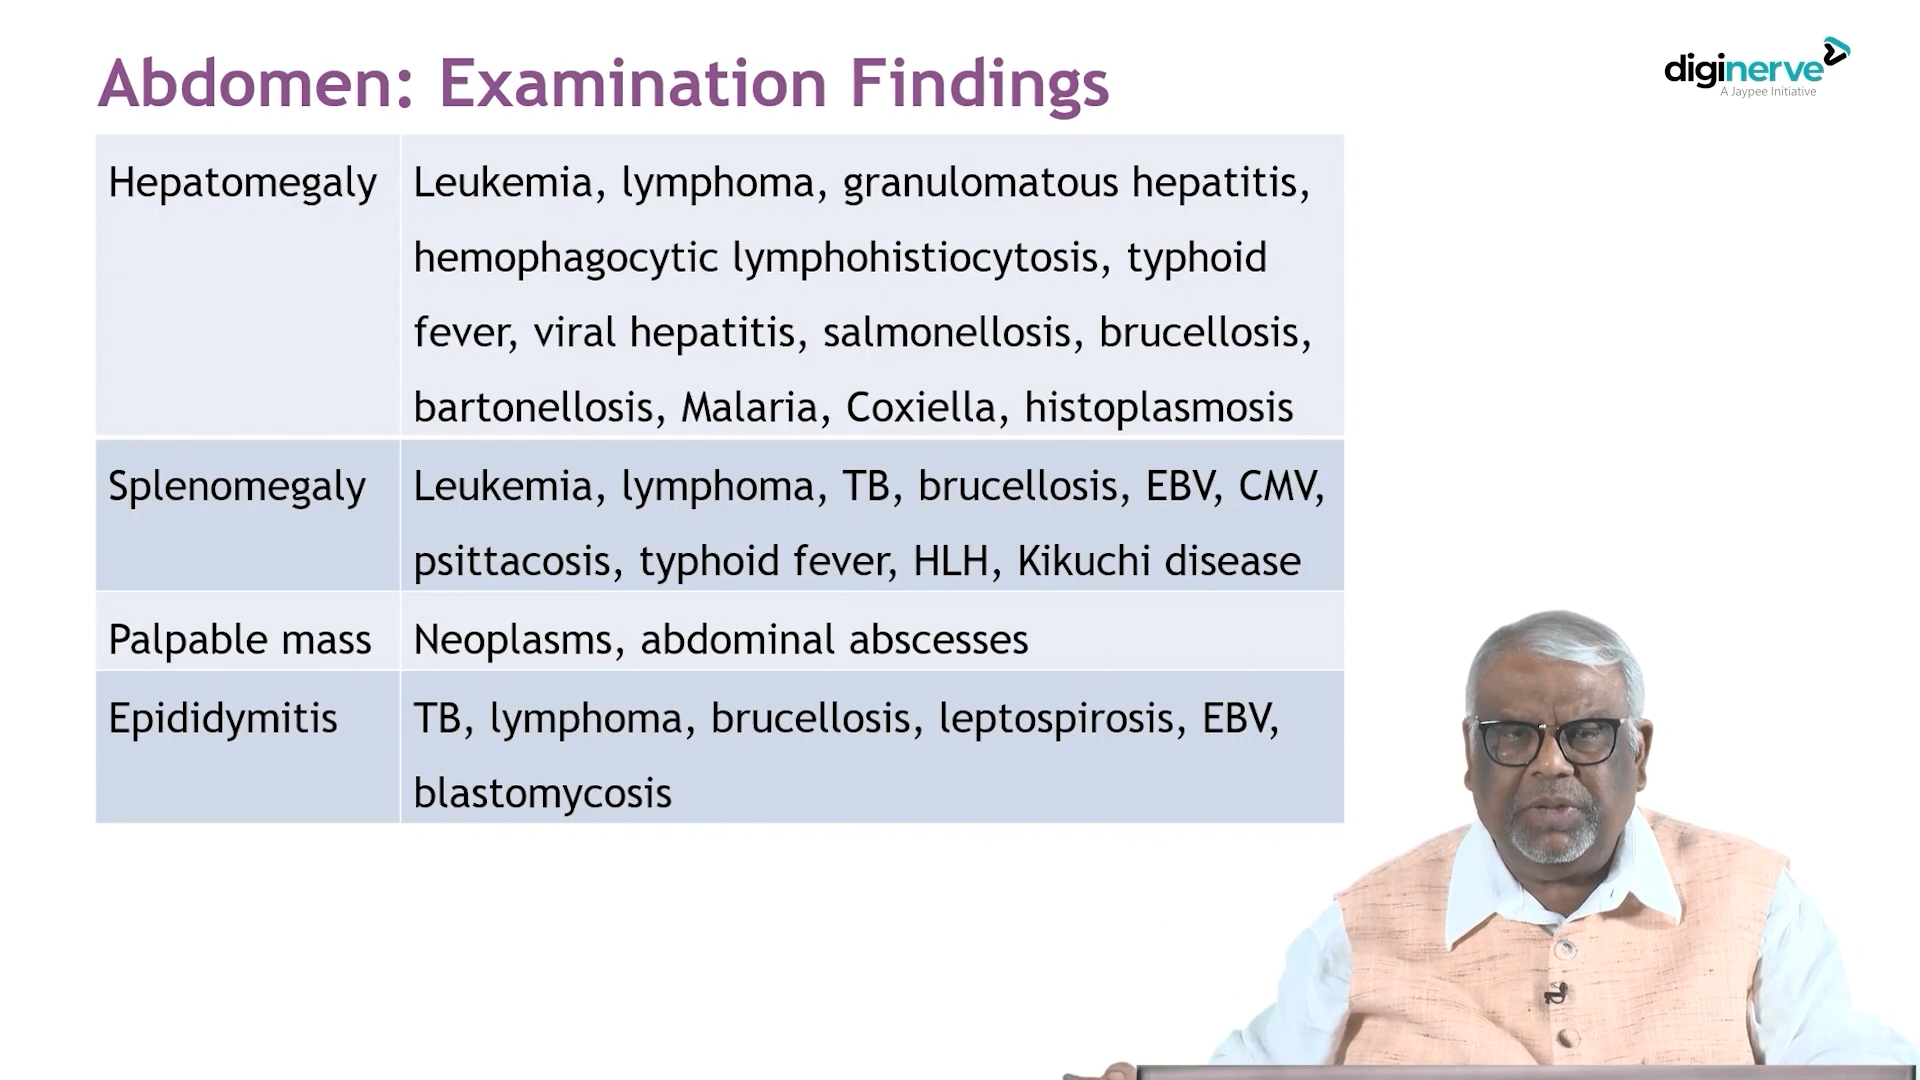 Abdomen: Examination Findings
diginerve
A Jaypee Initiative
Hepatomegaly
Leukemia, lymphoma, granulomatous hepatitis,
hemophagocytic lymphohistiocytosis, typhoid
fever, viral hepatitis, salmonellosis, brucellosis,
bartonellosis, Malaria, Coxiella, histoplasmosis
Splenomegaly
Leukemia, lymphoma, TB, brucellosis, EBV, CMV,
psittacosis, typhoid fever, HLH, Kikuchi disease
Palpable mass
Neoplasms, abdominal abscesses
Epididymitis
TB, lymphoma, brucellosis, leptospirosis, EBV,
blastomycosis